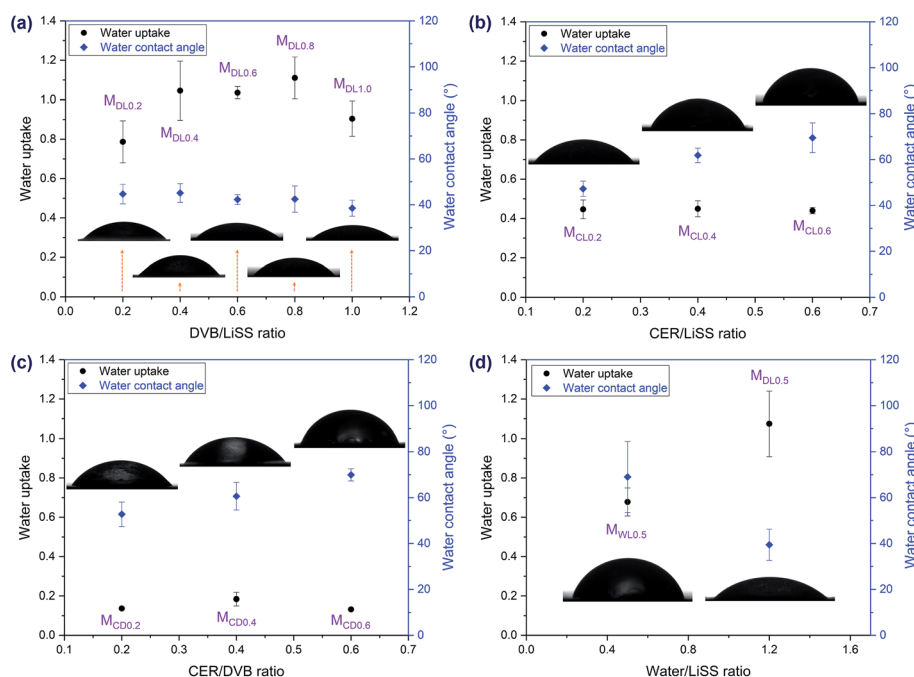 (a)
Water uptake
Water contact angle
M_DL0.2
M_DL0.4
M_DL0.6
M_DL0.8
M_DL1.0
1.4
1.2
1.0
0.8
0.6
0.4
0.2
0.0
Water uptake
120
100
80
60
40
20
0
Water contact angle (°)
0.0 0.2 0.4 0.6 0.8 1.0 1.2
DVB/LiSS ratio
(b)
Water uptake
Water contact angle
M_CL0.2
M_CL0.4
M_CL0.6
1.4
1.2
1.0
0.8
0.6
0.4
0.2
0.0
Water uptake
120
100
80
60
40
20
0
Water contact angle (°)
0.1 0.2 0.3 0.4 0.5 0.6 0.7
CER/LiSS ratio
(c)
Water uptake
Water contact angle
M_CD0.2
M_CD0.4
M_CD0.6
1.4
1.2
1.0
0.8
0.6
0.4
0.2
0.0
Water uptake
120
100
80
60
40
20
0
Water contact angle (°)
0.1 0.2 0.3 0.4 0.5 0.6 0.7
CER/DVB ratio
(d)
Water uptake
Water contact angle
M_DL0.5
M_WL0.5
1.4
1.2
1.0
0.8
0.6
0.4
0.2
0.0
Water uptake
120
100
80
60
40
20
0
Water contact angle (°)
0.0 0.4 0.8 1.2 1.6
Water/LiSS ratio